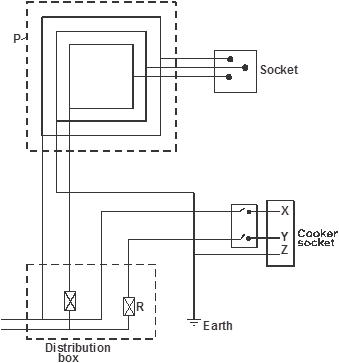 P
Socket
X
Y
Z
Cooker
socket
R
Earth
Distribution
box